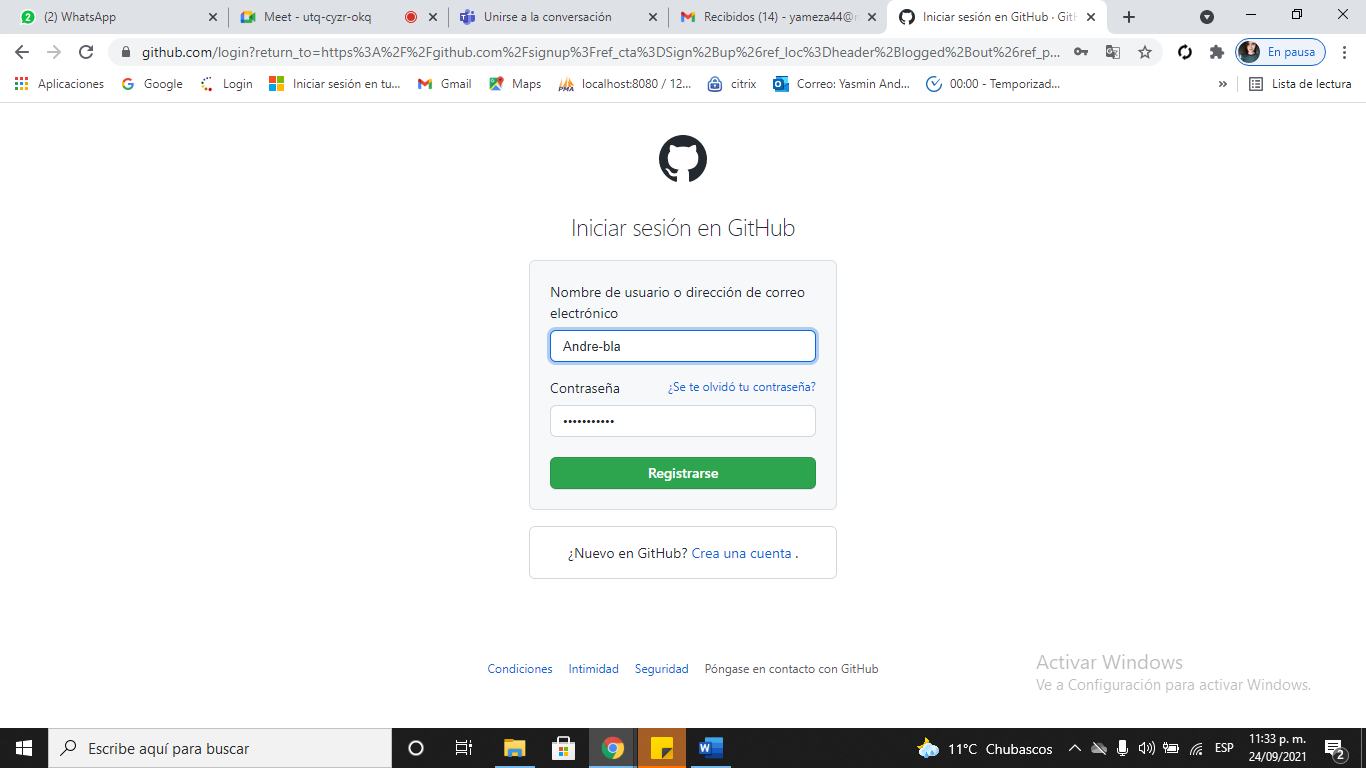 (2) WhatsApp
Meet - utq-cyzr-okq
Unirse a la conversación
Recibidos (14) - yameza44@
Iniciar sesión en GitHub · Gith
github.com/login?return_to=https%3A%2F%2Fgithub.com%2Fsignup%3Fref_cta%3DSign%2Bup%26ref_loc%3Dheader%2Blogged%2Bout%26ref_p...
En pausa
Aplicaciones
Google
Login
Iniciar sesión en tu...
Gmail
Maps
localhost:8080 / 12...
citrix
Correo: Yasmin And...
00:00 - Temporizad...
»
Lista de lectura
Iniciar sesión en GitHub
Nombre de usuario o dirección de correo
electrónico
Andre-bla
Contraseña
¿Se te olvidó tu contraseña?
•••••••••••
Registrarse
¿Nuevo en GitHub? Crea una cuenta .
Condiciones
Intimidad
Seguridad
Póngase en contacto con GitHub
Activar Windows
Ve a Configuración para activar Windows.
Escribe aquí para buscar
11°C Chubascos
ESP
11:33 p. m.
24/09/2021
2